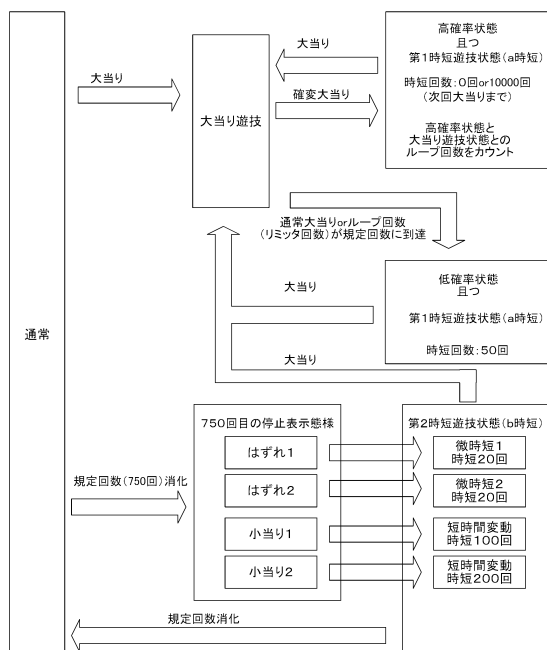 高確率状態
且つ
第1時短遊技状態(a時短)
時短回数:0回or10000回
(次回大当りまで)
高確率状態と
大当り遊技状態との
ループ回数をカウント
大当り
大当り
確変大当り
大当り遊技
通常大当りorループ回数
(リミッタ回数)が規定回数に到達
低確率状態
且つ
第1時短遊技状態(a時短)
時短回数:50回
大当り
大当り
通常
750回目の停止表示態様
はずれ1
はずれ2
小当り1
小当り2
第2時短遊技状態(b時短)
微時短1
時短20回
微時短2
時短20回
短時間変動
時短100回
短時間変動
時短200回
規定回数(750回)消化
規定回数消化